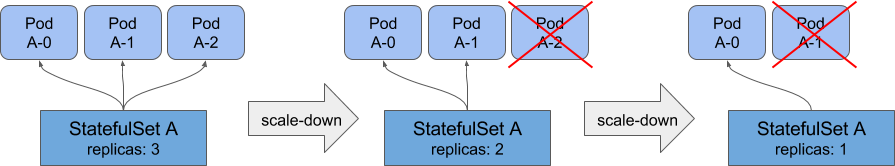 Pod
A-0
Pod
A-1
Pod
A-2
StatefulSet A
replicas: 3
scale-down
Pod
A-0
Pod
A-1
Pod
A-2
StatefulSet A
replicas: 2
scale-down
Pod
A-0
Pod
A-1
StatefulSet A
replicas: 1